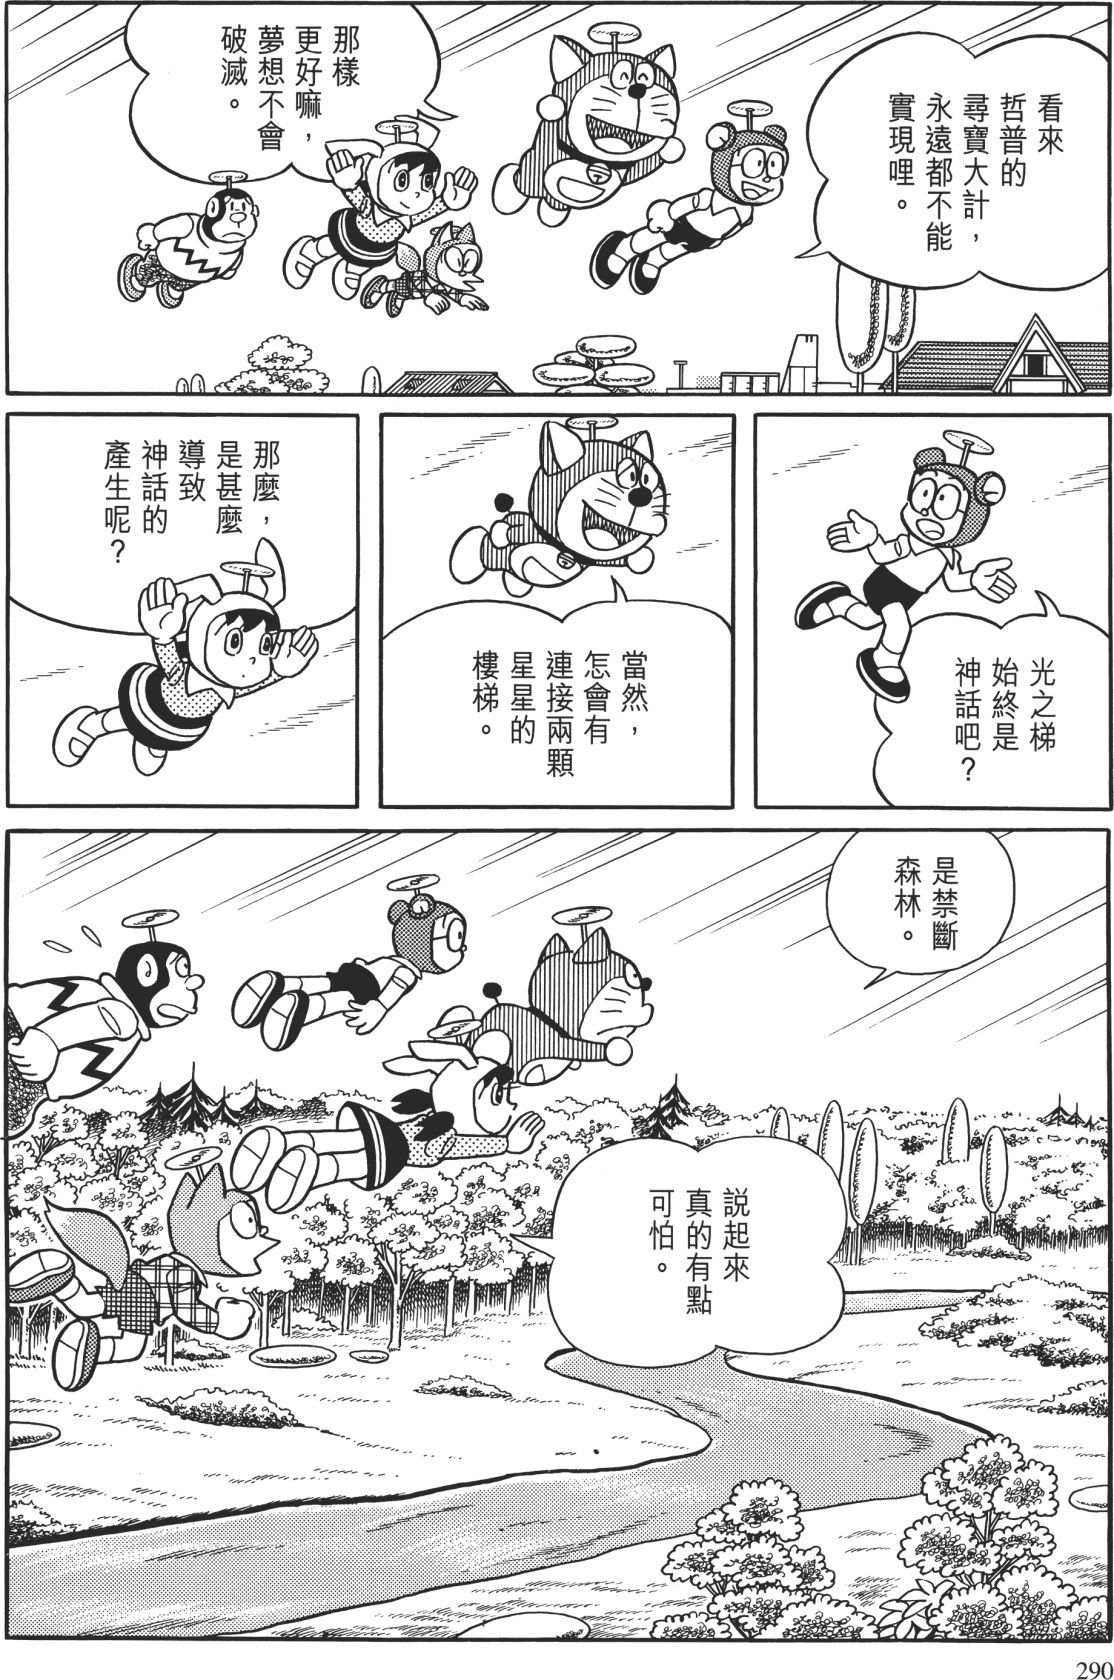 看來
哲普的
尋寶大計，
永遠都不能
實現哩。
那樣
更好嘛，
夢想不會
破滅。
光之梯
始終是
神話吧？
當然，
怎會有
連接兩顆
星星的
樓梯。
那麼，
是甚麼
導致
神話的
產生呢？
是禁斷
森林。
說起來
真的有點
可怕。
290